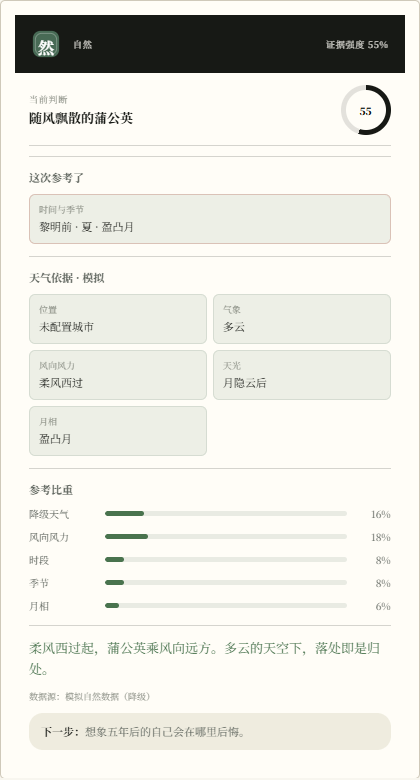 然 自然 证据强度 55%
当前判断
随风飘散的蒲公英
55
这次参考了
时间与季节
黎明前 · 夏 · 盈凸月
天气依据 · 模拟
位置
未配置城市
气象
多云
风向风力
柔风西过
天光
月隐云后
月相
盈凸月
参考比重
降级天气 16%
风向风力 18%
时段 8%
季节 8%
月相 6%
柔风西过起，蒲公英乘风向远方。多云的天空下，落处即是归
处。
数据源：模拟自然数据（降级）
下一步：想象五年后的自己会在哪里后悔。